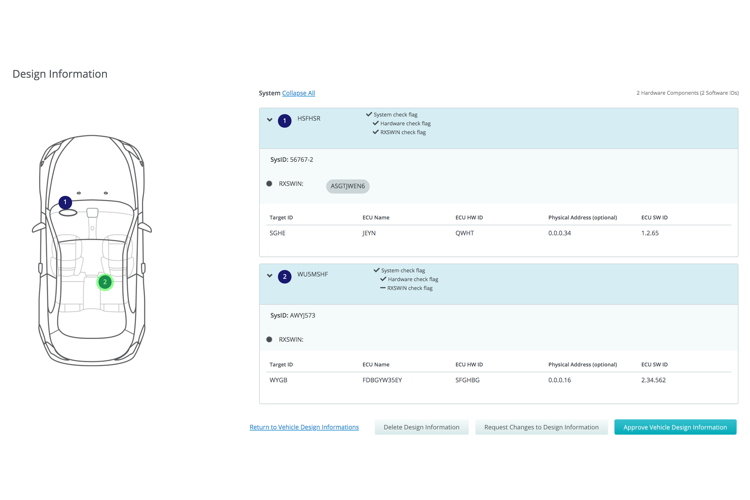 Design Information
System Collapse All
2 Hardware Components (2 Software IDs)
1 HSFHSR
System check flag
Hardware check flag
RXSWIN check flag
SysID: 56767-2
RXSWIN: ASGTJWEN6
Target ID ECU Name ECU HW ID Physical Address (optional) ECU SW ID
SGHE JEYN QWHT 0.0.0.34 1.2.65
2 WU5MSHF
System check flag
Hardware check flag
RXSWIN check flag
SysID: AWYJ573
RXSWIN:
Target ID ECU Name ECU HW ID Physical Address (optional) ECU SW ID
WYGB FDBGYW35EY SFGHBG 0.0.0.16 2.34.562
1
2
Return to Vehicle Design Informations Delete Design Information Request Changes to Design Information Approve Vehicle Design Information